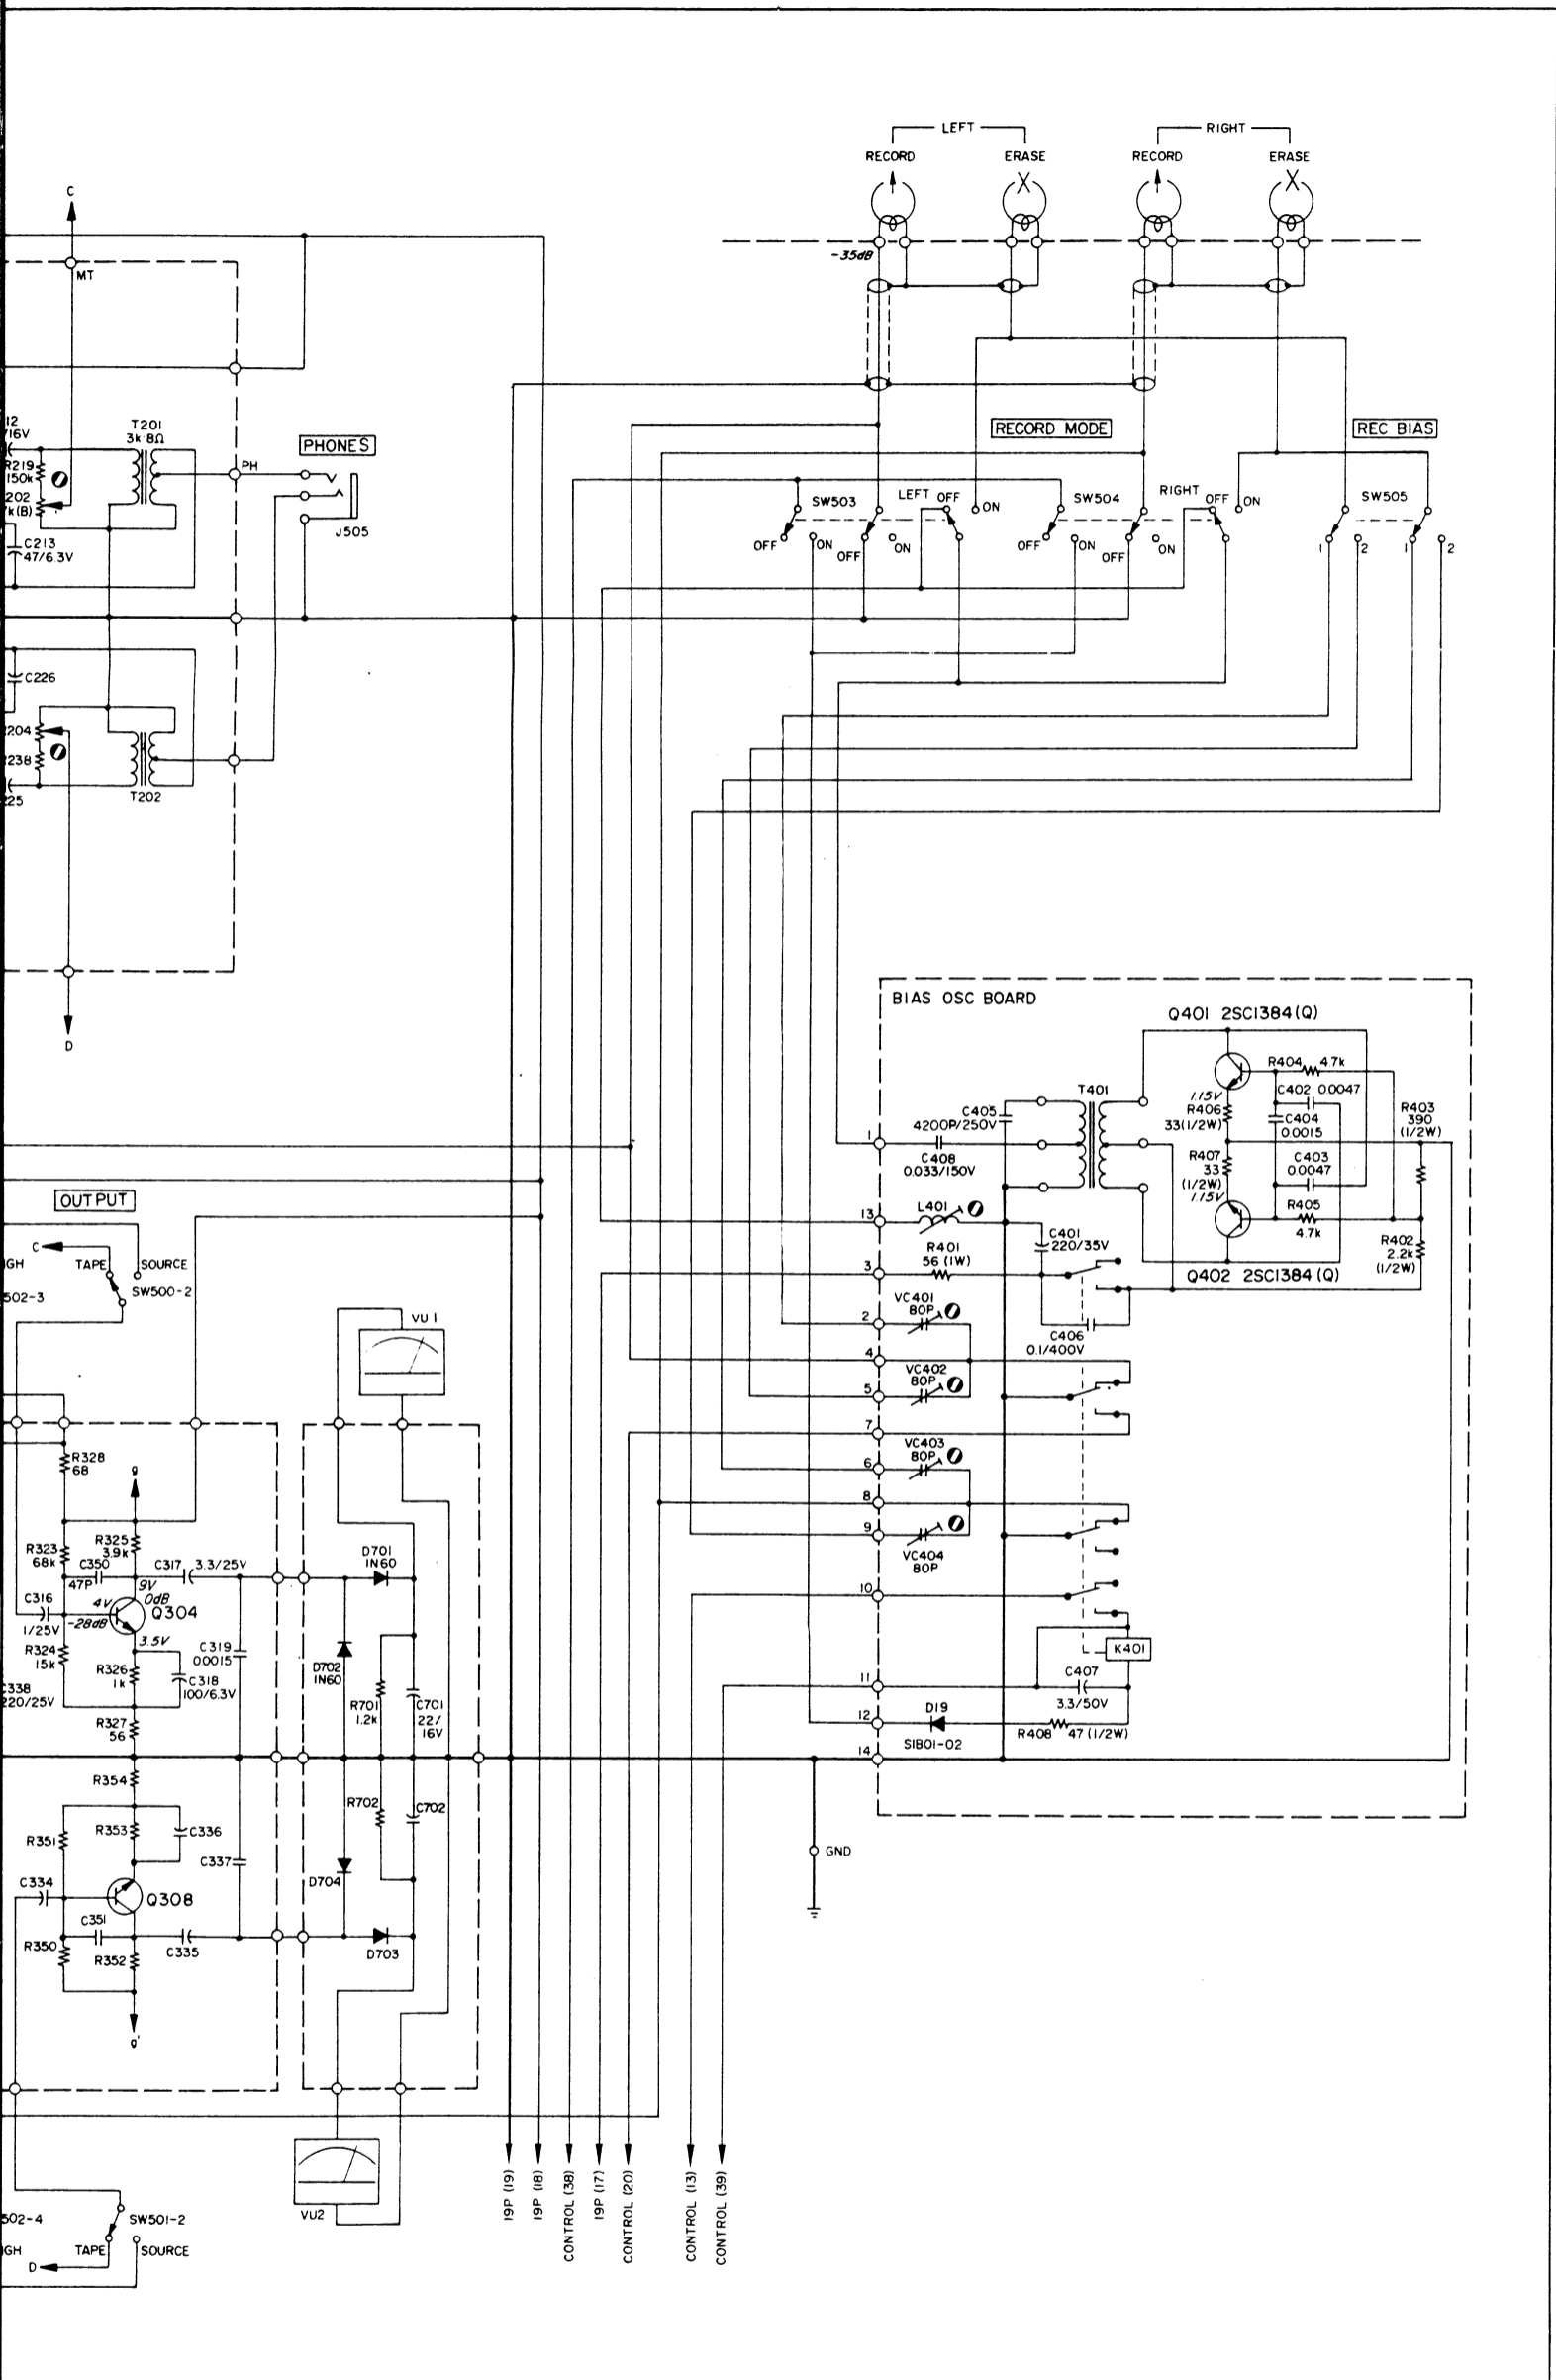 LEFT
RIGHT
RECORD
ERASE
RECORD
ERASE
C
-35dB
MT
12
/16V
T201
3k:8Ω
PHONES
RECORD MODE
REC BIAS
R219
150k
PH
202
k(B)
SW503
LEFT
OFF
ON
SW504
RIGHT
OFF
ON
SW505
J505
C213
47/6.3V
OFF
ON
OFF
ON
OFF
ON
OFF
ON
1
2
1
2
C226
204
238
T202
25
D
BIAS OSC BOARD
Q401 2SC1384(Q)
R404 4.7k
T401
C402 0.0047
1.15V
R406
33(1/2W)
C405
4200P/250V
C404
0.0015
R403
390
(1/2W)
1
C408
0.033/150V
R407
33
(1/2W)
1.15V
C403
0.0047
R405
4.7k
OUTPUT
13
L401
C401
220/35V
R402
2.2k
(1/2W)
C
IGH
TAPE
SOURCE
SW500-2
502-3
R401
56 (1W)
3
Q402 2SC1384(Q)
VC401
80P
2
C406
0.1/400V
VU1
4
VC402
80P
5
7
VC403
80P
6
8
9
VC404
80P
10
R328
68
g
R325
3.9k
R323
68k
C350
47P
C317 3.3/25V
D701
1N60
9V
0dB
C316
1/25V
4V
-28dB
Q304
3.5V
R324
15k
C319
0.0015
R326
1k
C318
100/6.3V
D702
1N60
C338
220/25V
R701
1.2k
C701
22/
16V
K401
11
C407
3.3/50V
R327
56
12
D19
S1B01-02
R408 47 (1/2W)
14
R354
R702
C702
R351
R353
C336
C337
GND
C334
Q308
D704
C351
R350
R352
C335
D703
g'
19P (19)
19P (18)
CONTROL (38)
19P (17)
CONTROL (20)
CONTROL (13)
CONTROL (39)
VU2
502-4
SW501-2
IGH
TAPE
SOURCE
D